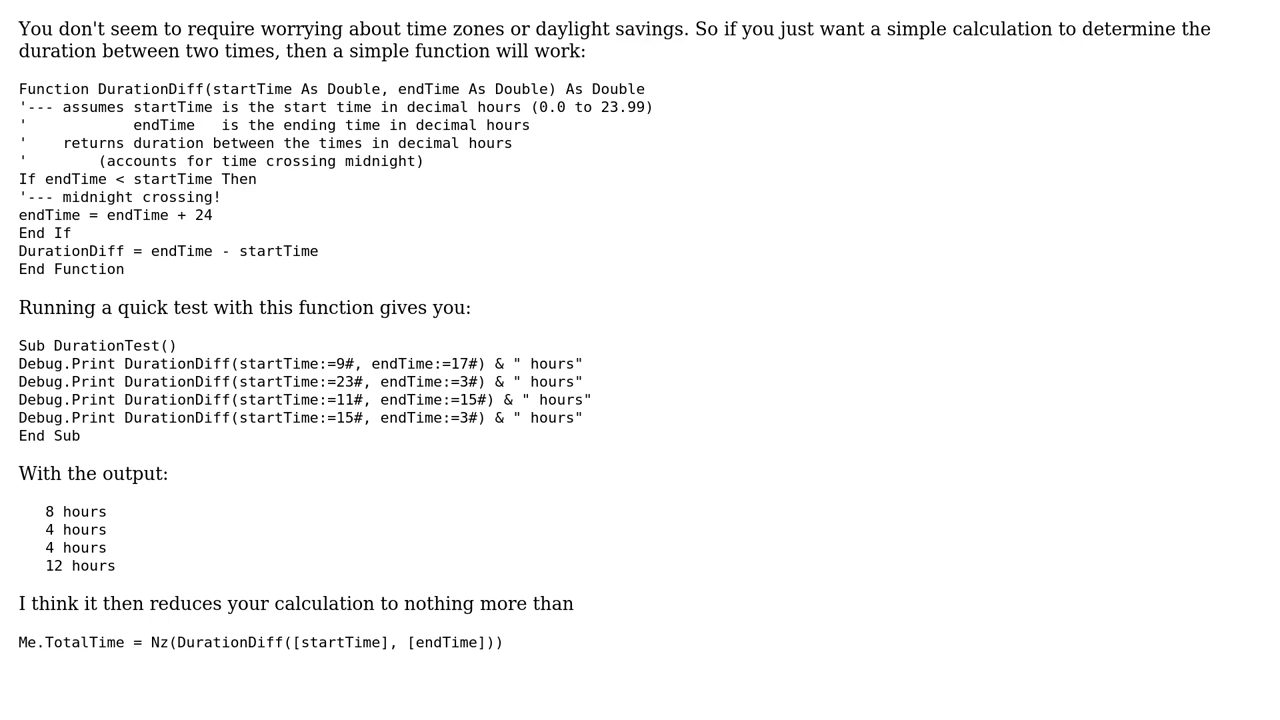 You don't seem to require worrying about time zones or daylight savings. So if you just want a simple calculation to determine the
duration between two times, then a simple function will work:
Function DurationDiff(startTime As Double, endTime As Double) As Double
'--- assumes startTime is the start time in decimal hours (0.0 to 23.99)
'            endTime   is the ending time in decimal hours
'    returns duration between the times in decimal hours
'        (accounts for time crossing midnight)
If endTime < startTime Then
'--- midnight crossing!
endTime = endTime + 24
End If
DurationDiff = endTime - startTime
End Function
Running a quick test with this function gives you:
Sub DurationTest()
Debug.Print DurationDiff(startTime:=9#, endTime:=17#) & " hours"
Debug.Print DurationDiff(startTime:=23#, endTime:=3#) & " hours"
Debug.Print DurationDiff(startTime:=11#, endTime:=15#) & " hours"
Debug.Print DurationDiff(startTime:=15#, endTime:=3#) & " hours"
End Sub
With the output:
   8 hours
   4 hours
   4 hours
   12 hours
I think it then reduces your calculation to nothing more than
Me.TotalTime = Nz(DurationDiff([startTime], [endTime]))